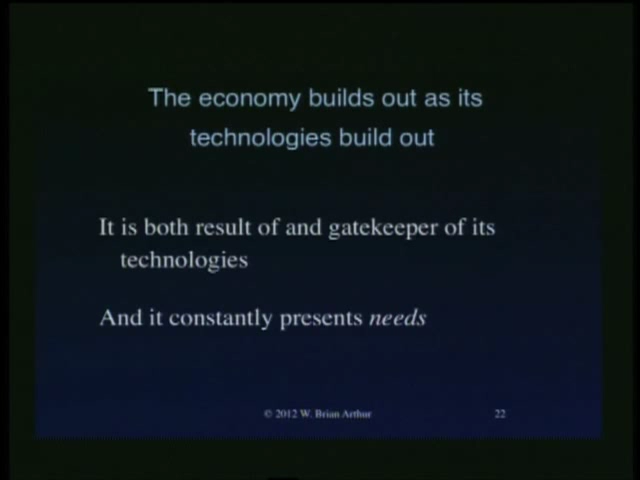 The economy builds out as its
technologies build out
It is both result of and gatekeeper of its
technologies
And it constantly presents needs
© 2012 W. Brian Arthur
22